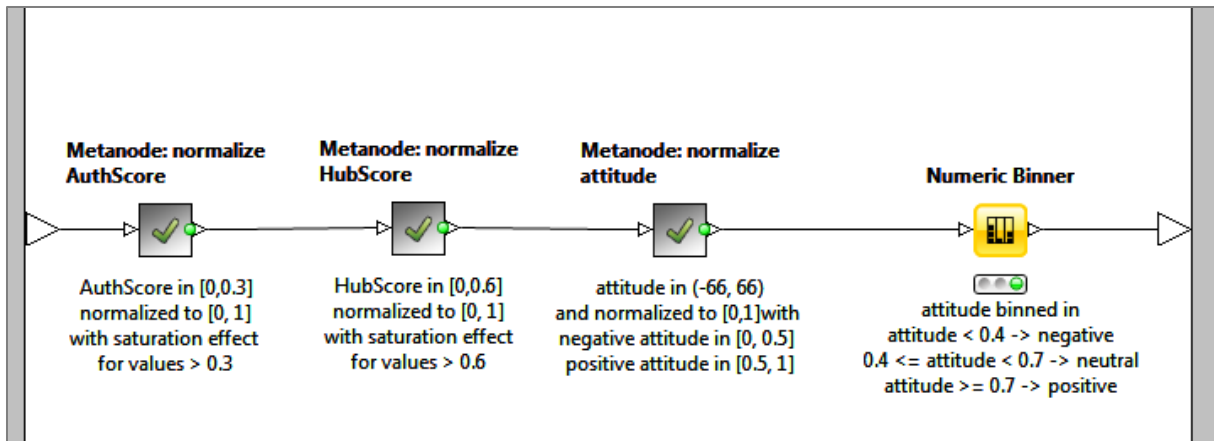 Metanode: normalize
AuthScore
AuthScore in [0,0.3]
normalized to [0, 1]
with saturation effect
for values > 0.3
Metanode: normalize
HubScore
HubScore in [0,0.6]
normalized to [0, 1]
with saturation effect
for values > 0.6
Metanode: normalize
attitude
attitude in (-66, 66)
and normalized to [0,1]with
negative attitude in [0, 0.5]
positive attitude in [0.5, 1]
Numeric Binner
attitude binned in
attitude < 0.4 -> negative
0.4 <= attitude < 0.7 -> neutral
attitude >= 0.7 -> positive